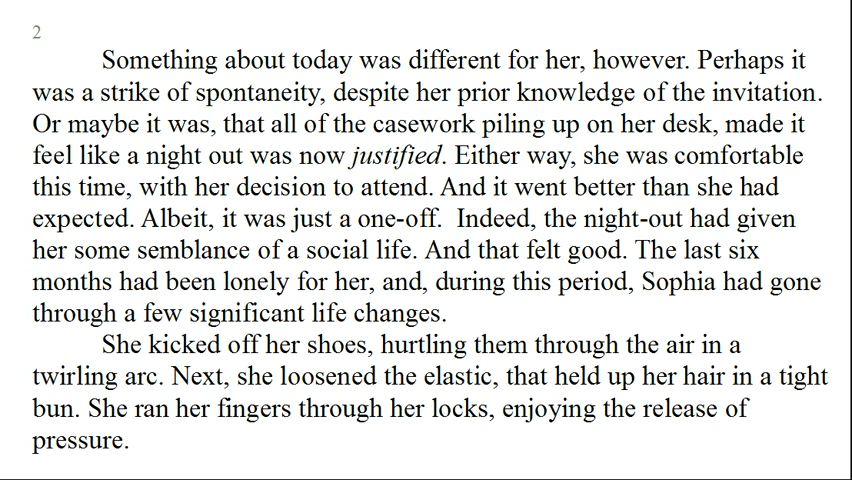 2
Something about today was different for her, however. Perhaps it
was a strike of spontaneity, despite her prior knowledge of the invitation.
Or maybe it was, that all of the casework piling up on her desk, made it
feel like a night out was now justified. Either way, she was comfortable
this time, with her decision to attend. And it went better than she had
expected. Albeit, it was just a one-off.  Indeed, the night-out had given
her some semblance of a social life. And that felt good. The last six
months had been lonely for her, and, during this period, Sophia had gone
through a few significant life changes.
She kicked off her shoes, hurtling them through the air in a
twirling arc. Next, she loosened the elastic, that held up her hair in a tight
bun. She ran her fingers through her locks, enjoying the release of
pressure.